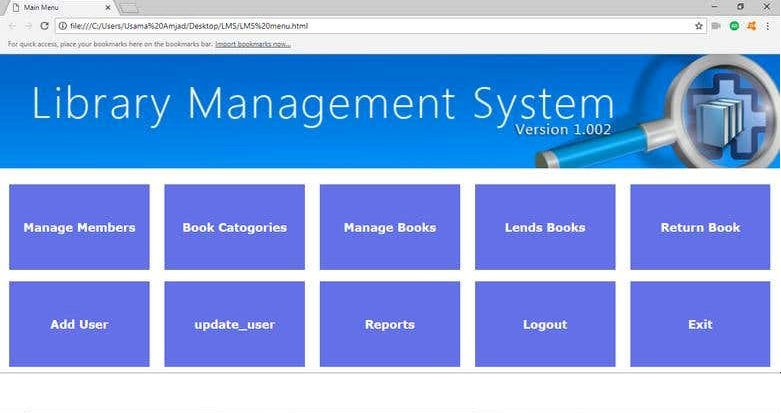 Main Menu
file:///C:/Users/Usama%20Amjad/Desktop/LMS/LMS%20menu.html
For quick access, place your bookmarks here on the bookmarks bar. Import bookmarks now...
Library Management System
Version 1.002
Manage Members Book Catogories Manage Books Lends Books Return Book
Add User update_user Reports Logout Exit